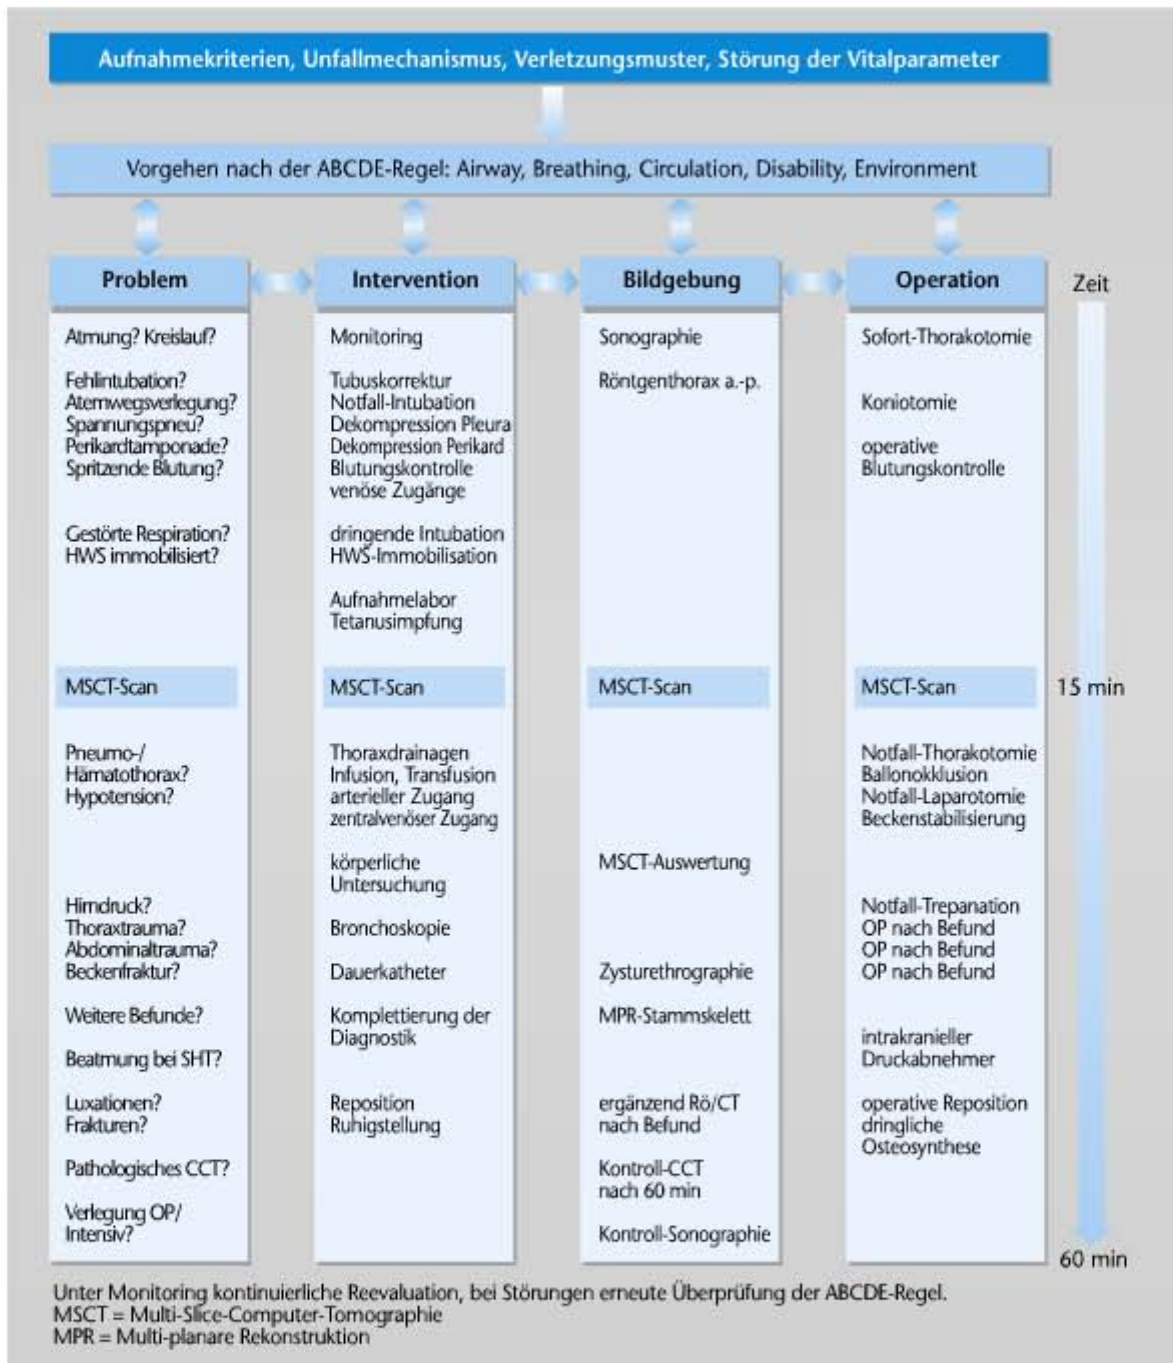 Aufnahmekriterien, Unfallmechanismus, Verletzungsmuster, Störung der Vitalparameter
Vorgehen nach der ABCDE-Regel: Airway, Breathing, Circulation, Disability, Environment
Problem
Atmung? Kreislauf?
Fehlintubation?
Atemwegsverlegung?
Spannungspneu?
Perikardtamponade?
Spritzende Blutung?
Gestörte Respiration?
HWS immobilisiert?
MSCT-Scan
Pneumo-/
Hämatothorax?
Hypotension?
Hirndruck?
Thoraxtrauma?
Abdominaltrauma?
Beckenfraktur?
Weitere Befunde?
Beatmung bei SHT?
Luxationen?
Frakturen?
Pathologisches CCT?
Verlegung OP/
Intensiv?
Intervention
Monitoring
Tubuskorrektur
Notfall-Intubation
Dekompression Pleura
Dekompression Perikard
Blutungskontrolle
venöse Zugänge
dringende Intubation
HWS-Immobilisation
Aufnahmelabor
Tetanusimpfung
MSCT-Scan
Thoraxdrainagen
Infusion, Transfusion
arterieller Zugang
zentralvenöser Zugang
körperliche
Untersuchung
Bronchoskopie
Dauerkatheter
Komplettierung der
Diagnostik
Reposition
Ruhigstellung
Bildgebung
Sonographie
Röntgenthorax a.-p.
MSCT-Scan
MSCT-Auswertung
Zysturethrographie
MPR-Stammskelett
ergänzend Rö/CT
nach Befund
Kontroll-CCT
nach 60 min
Kontroll-Sonographie
Operation
Sofort-Thorakotomie
Koniotomie
operative
Blutungskontrolle
MSCT-Scan
Notfall-Thorakotomie
Ballonokklusion
Notfall-Laparotomie
Beckenstabilisierung
Notfall-Trepanation
OP nach Befund
OP nach Befund
OP nach Befund
intrakranieller
Druckabnehmer
operative Reposition
dringliche
Osteosynthese
Zeit
15 min
60 min
Unter Monitoring kontinuierliche Reevaluation, bei Störungen erneute Überprüfung der ABCDE-Regel.
MSCT = Multi-Slice-Computer-Tomographie
MPR = Multi-planare Rekonstruktion